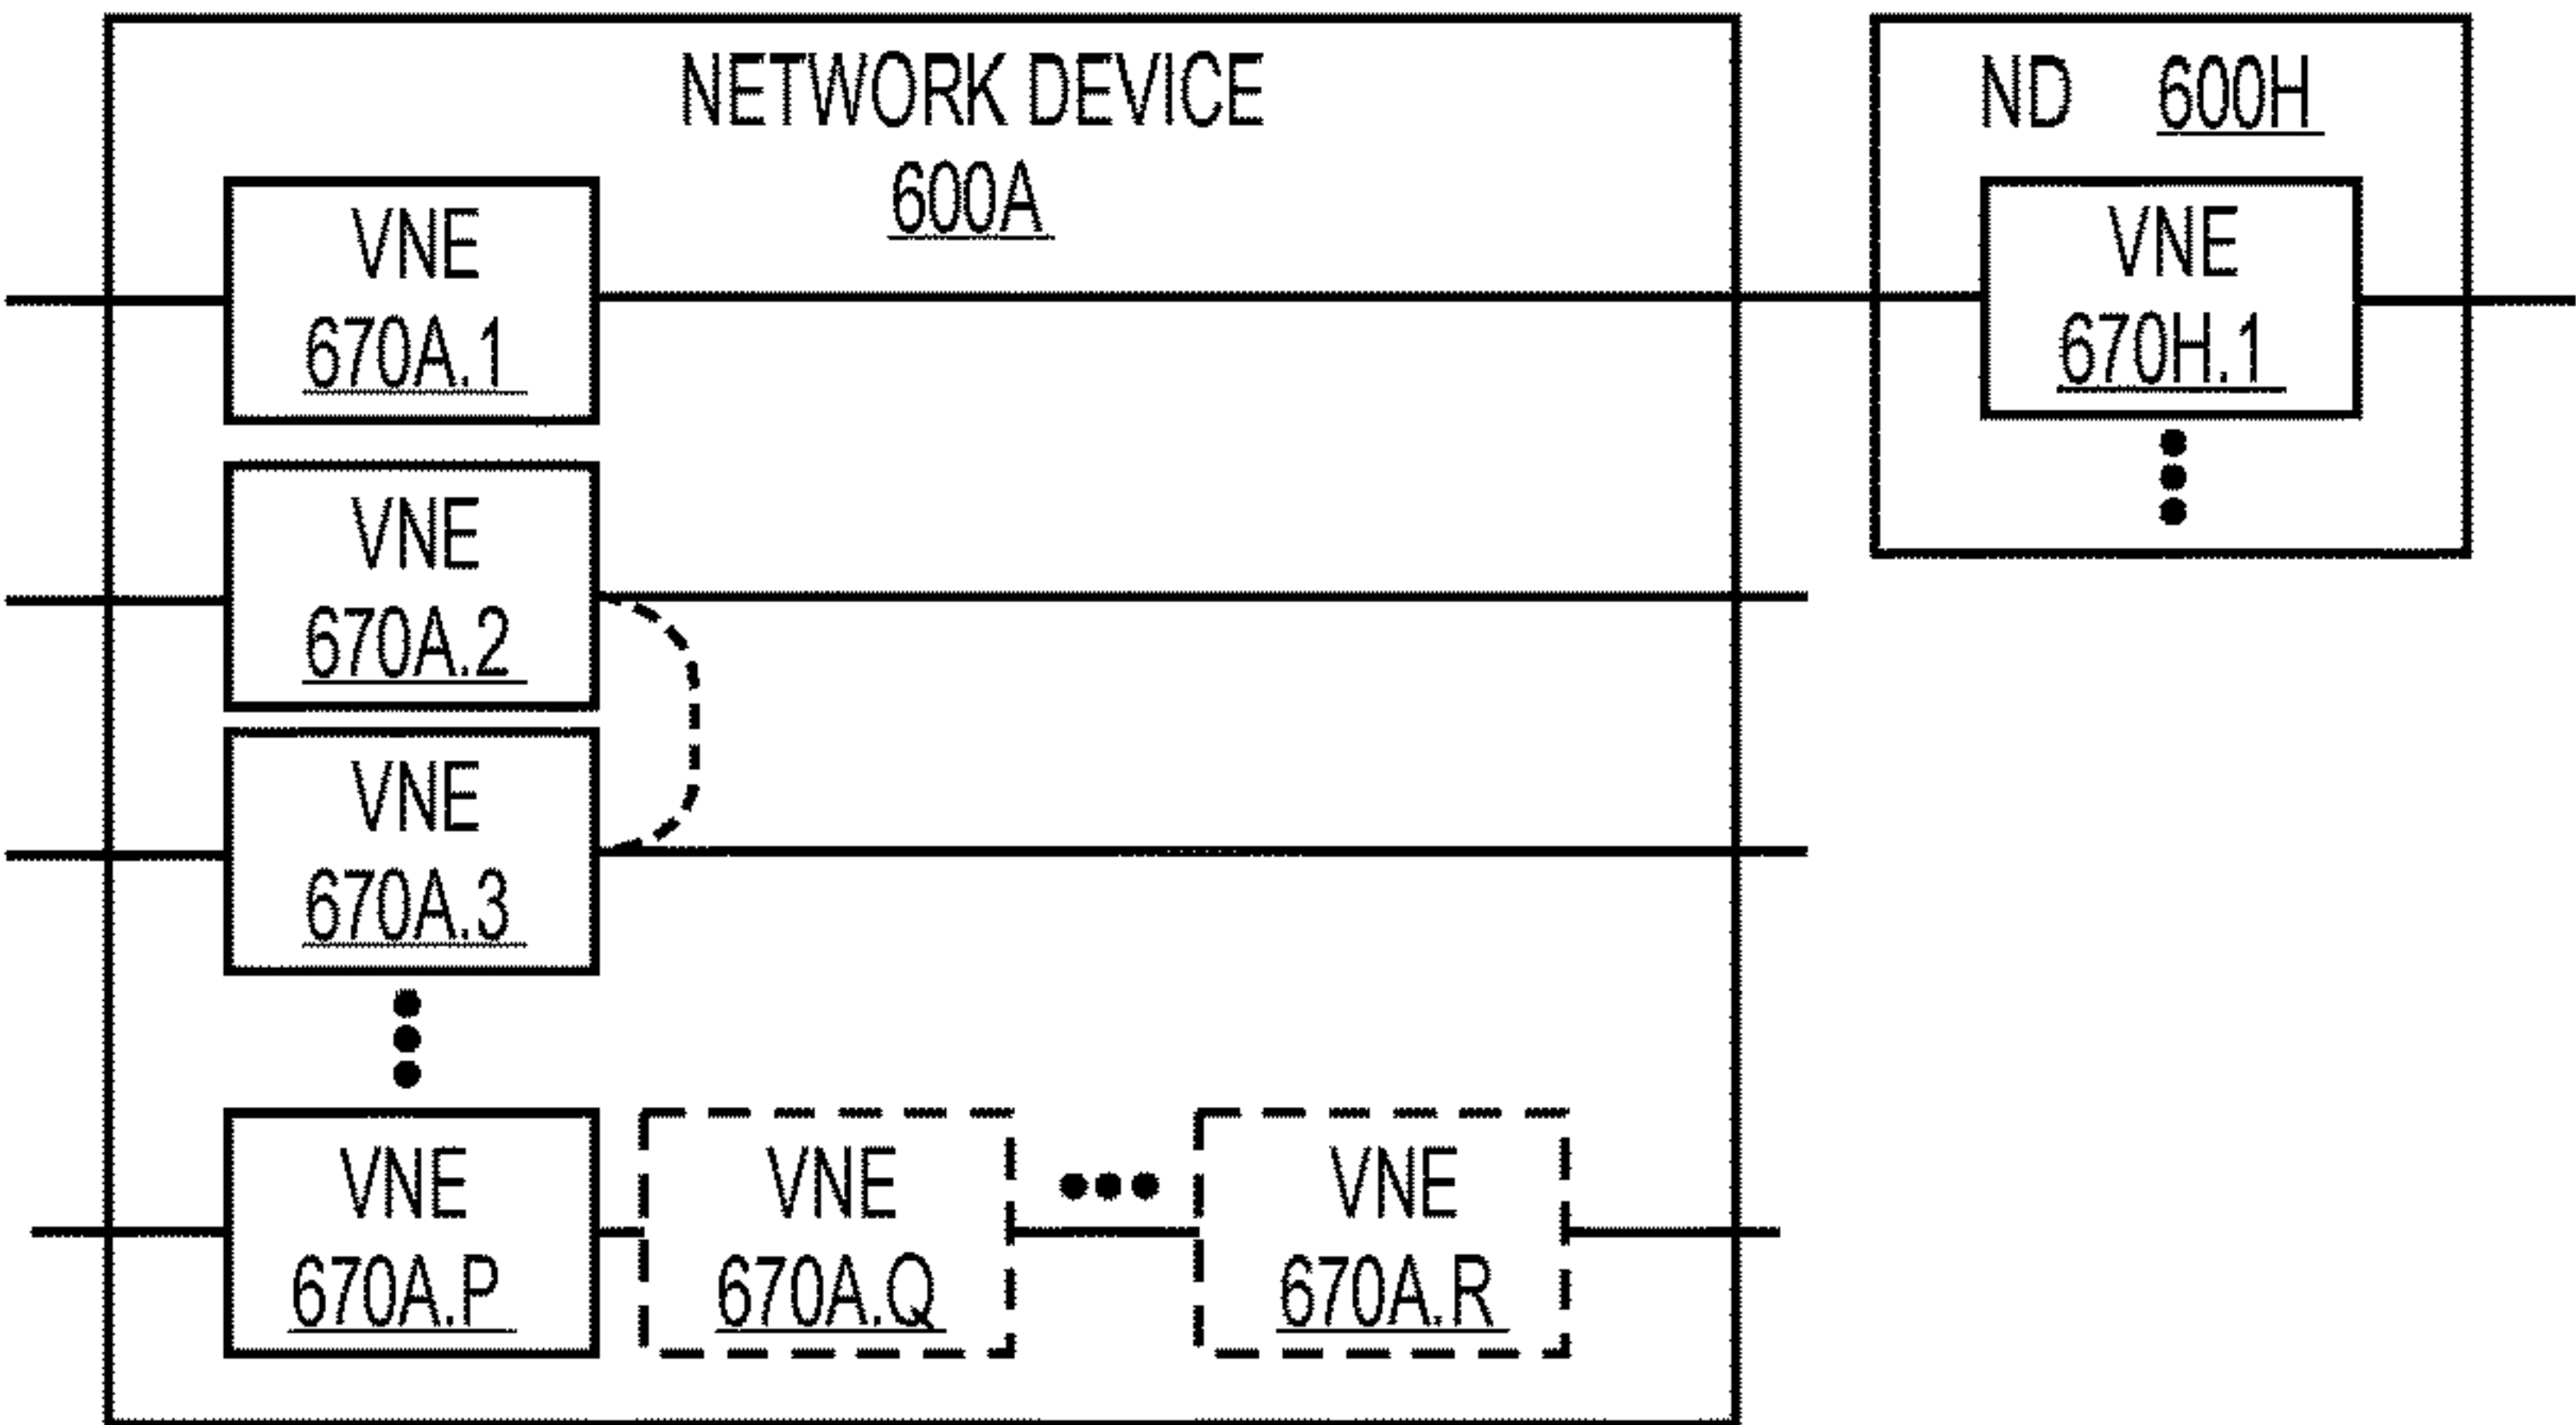 NETWORK DEVICE
600A
ND 600H
VNE
670A.1
VNE
670H.1
VNE
670A.2
VNE
670A.3
VNE
670A.P
VNE
670A.Q
VNE
670A.R